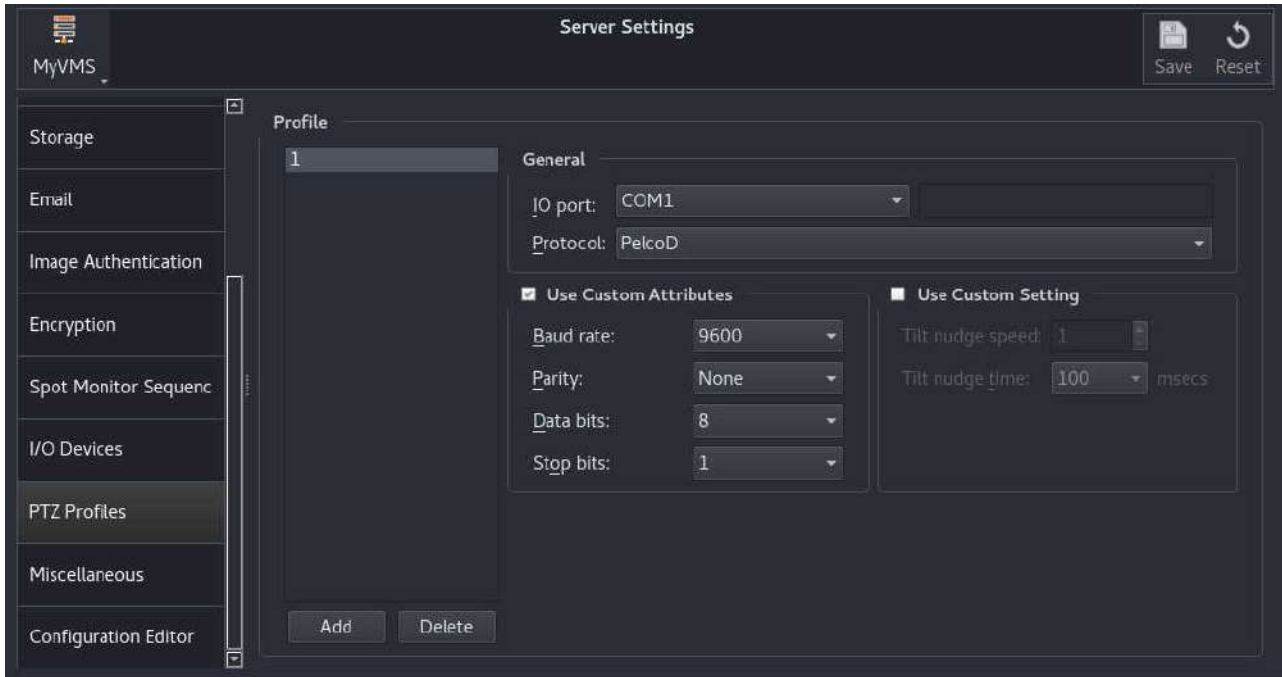 Server Settings
MyVMS
Save
Reset
Storage
Email
Image Authentication
Encryption
Spot Monitor Sequenc
I/O Devices
PTZ Profiles
Miscellaneous
Configuration Editor
Profile
1
Add
Delete
General
IO port: COM1
Protocol: PelcoD
Use Custom Attributes
Baud rate: 9600
Parity: None
Data bits: 8
Stop bits: 1
Use Custom Setting
Tilt nudge speed: 1
Tilt nudge time: 100 msecs